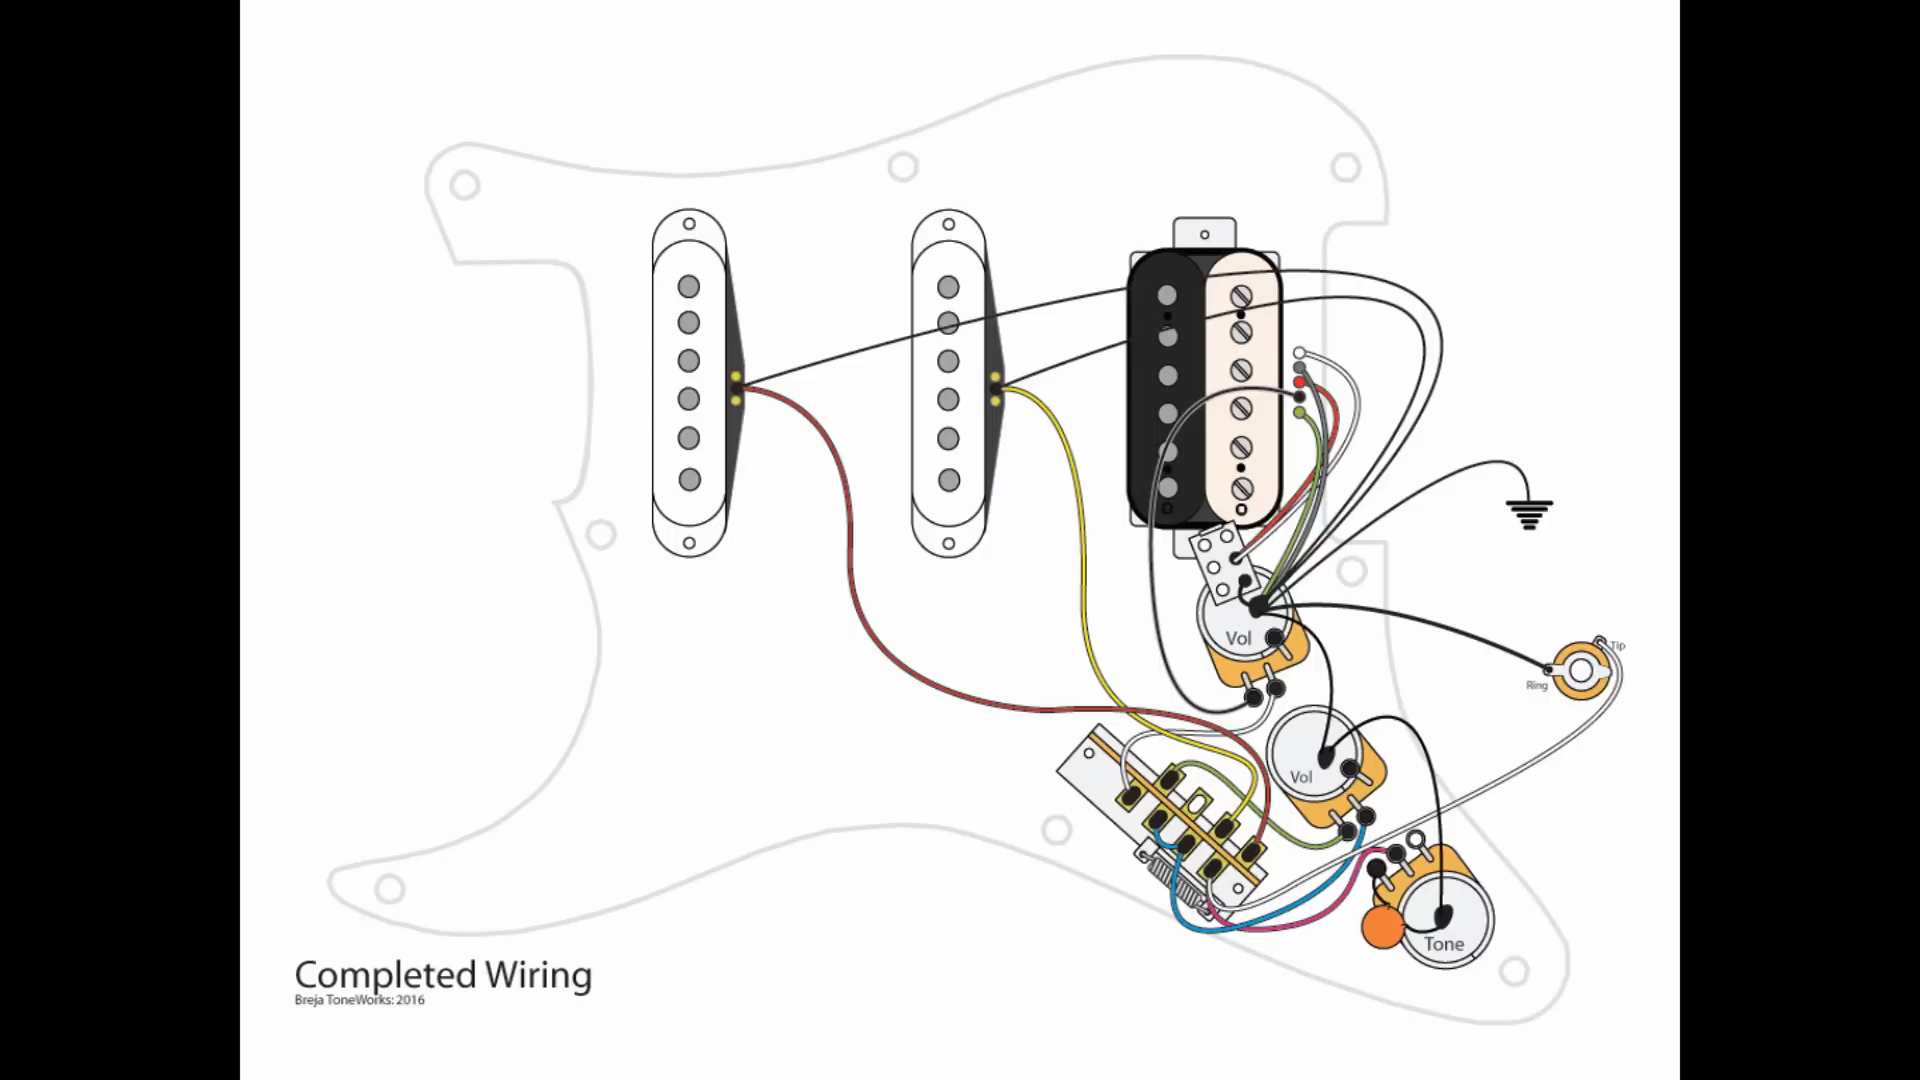 Vol
Tip
Ring
Vol
Tone
Completed Wiring
Breja ToneWorks: 2016